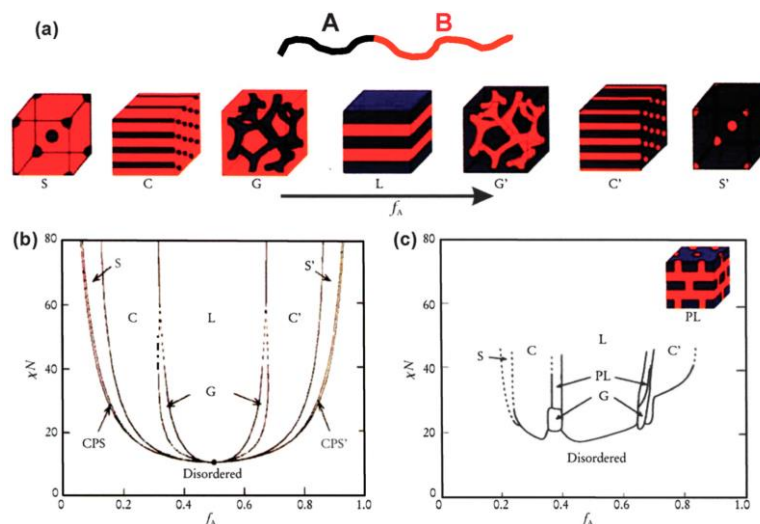 (a)
A B
S C G L G' C' S'
fA
(b)
80
60
40
20
0
χN
S
S'
C
L
C'
G
CPS
CPS'
Disordered
0 0.2 0.4 0.6 0.8 1.0
fA
(c)
80
60
40
20
0
χN
PL
L
S
C
C'
PL
G
Disordered
0 0.2 0.4 0.6 0.8 1.0
fA